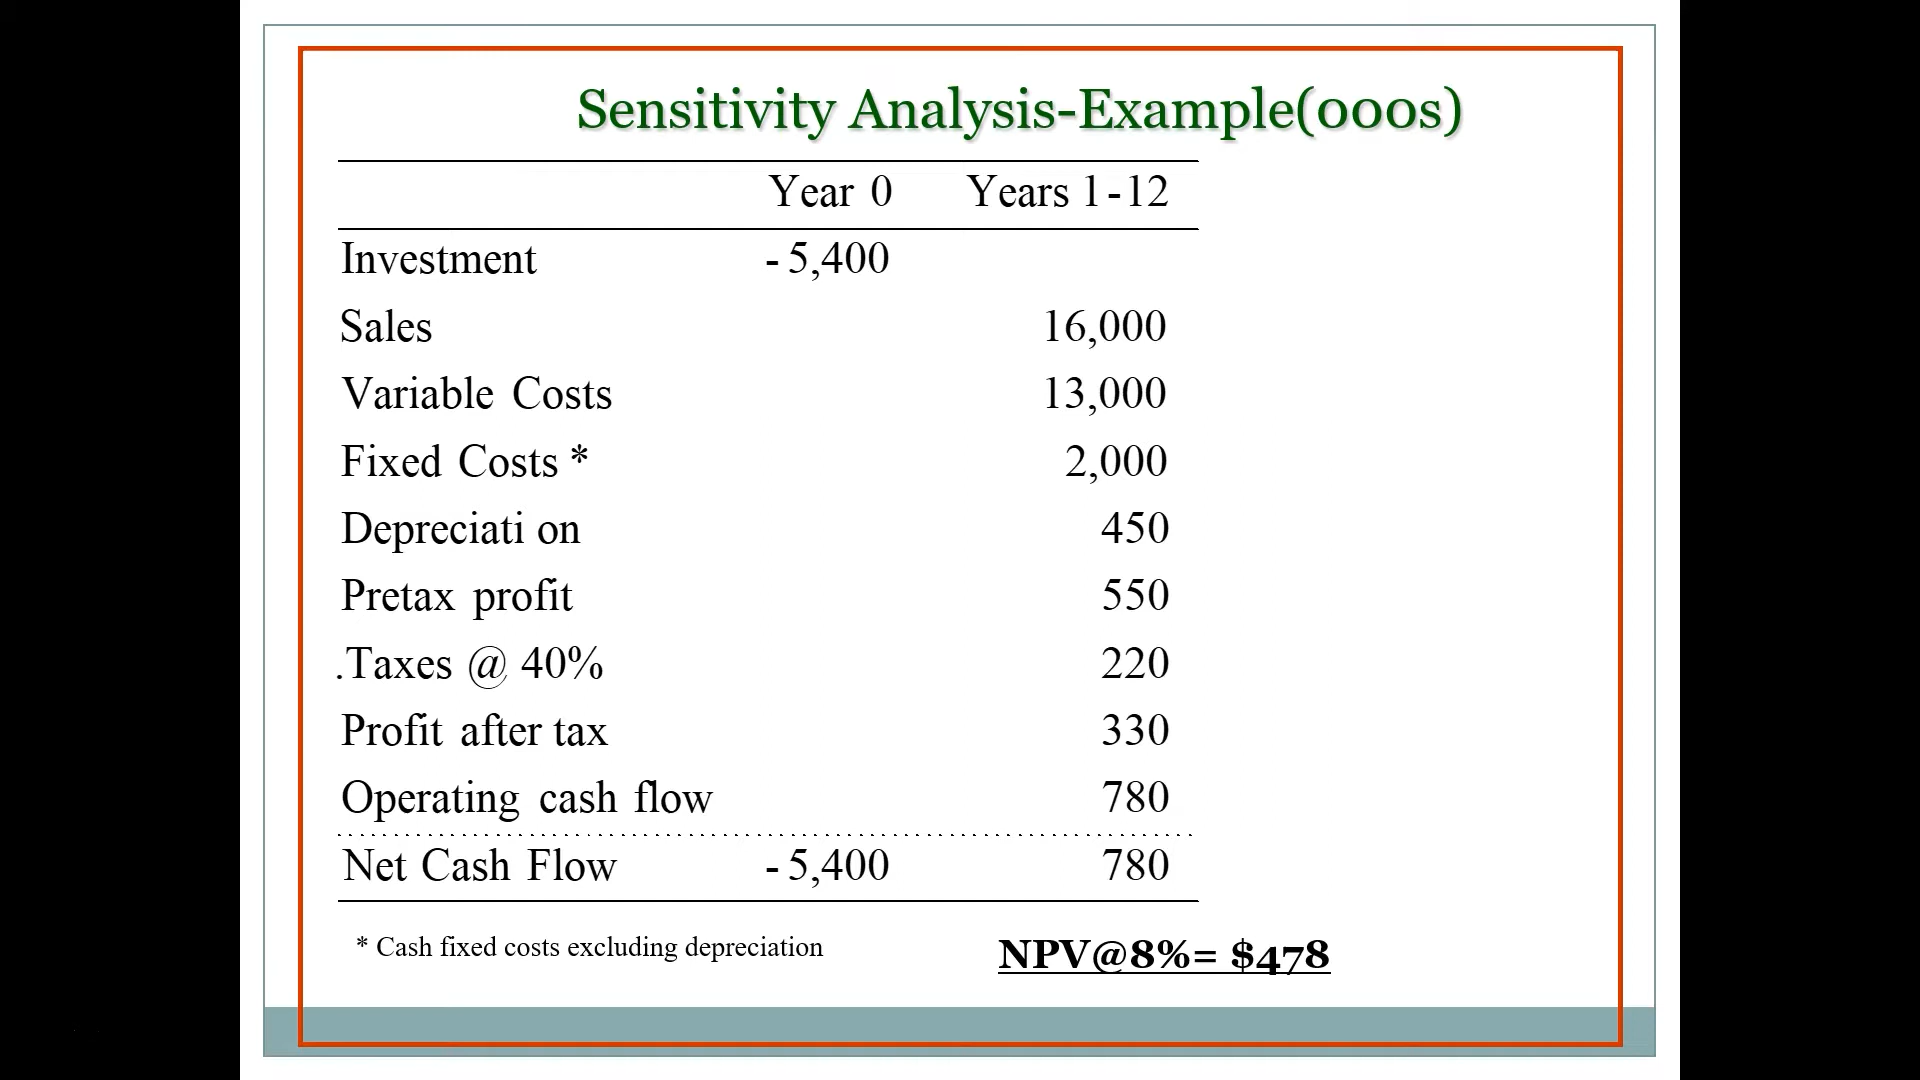 Sensitivity Analysis-Example(000s)
Year 0 Years 1-12
Investment - 5,400
Sales 16,000
Variable Costs 13,000
Fixed Costs * 2,000
Depreciati on 450
Pretax profit 550
.Taxes @ 40% 220
Profit after tax 330
Operating cash flow 780
Net Cash Flow - 5,400 780
* Cash fixed costs excluding depreciation
NPV@8%= $478